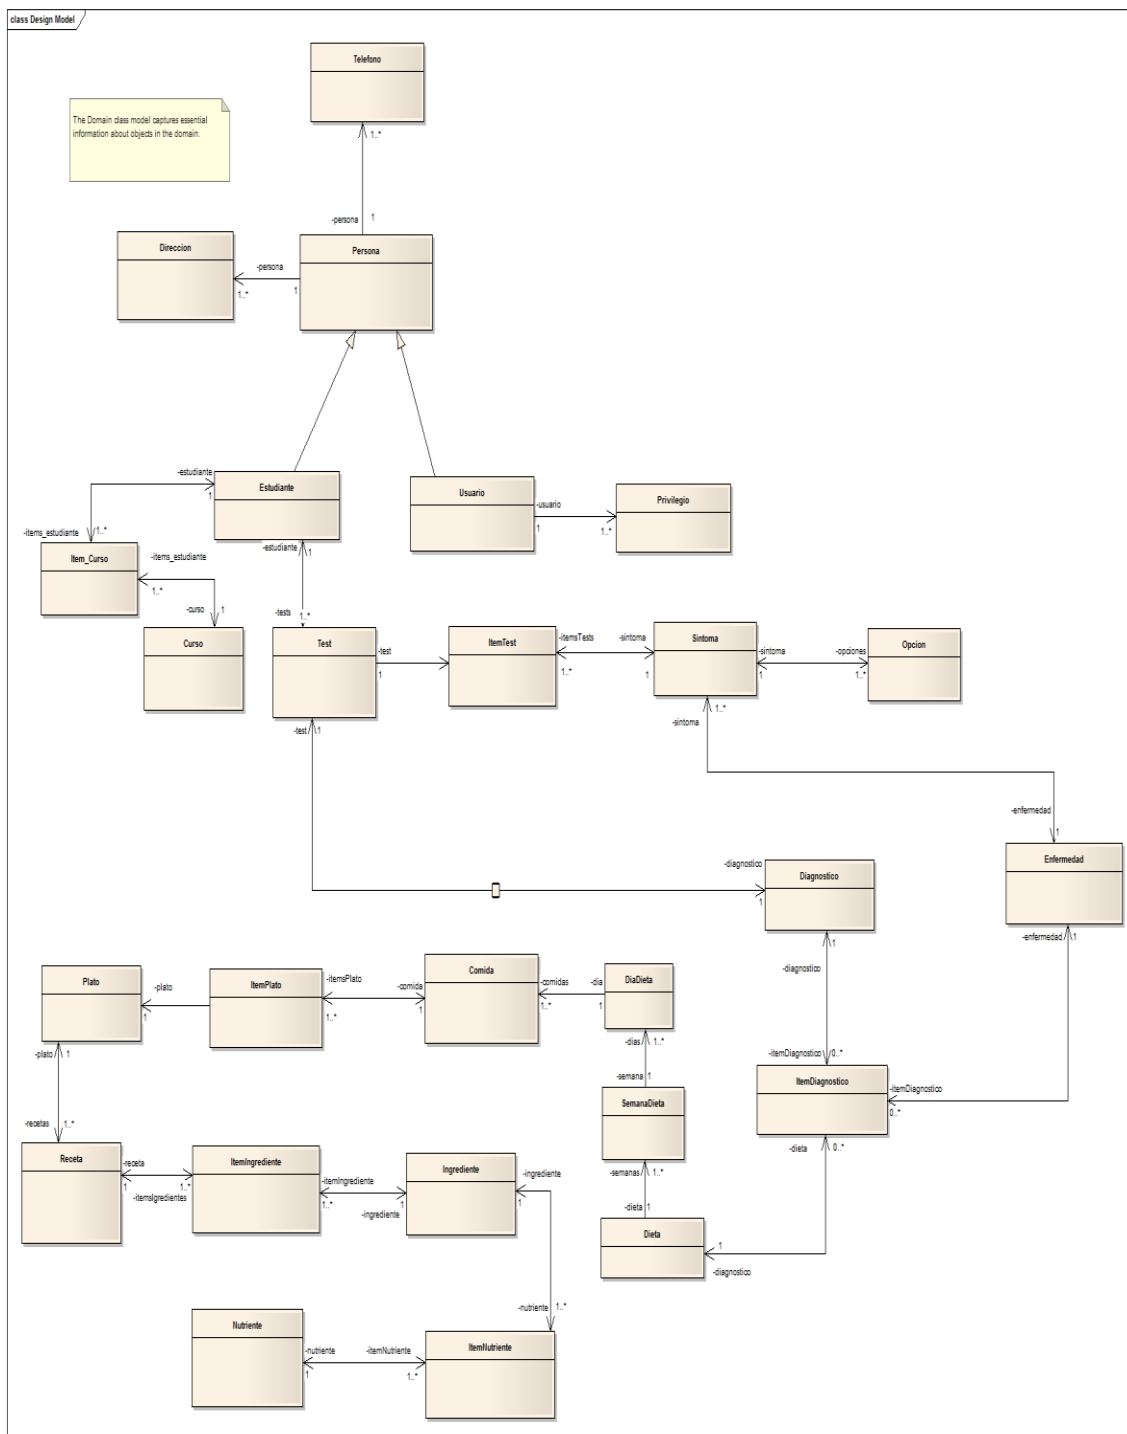 class Design Model
Telefono
The Domain class model captures essential
information about objects in the domain.
1..*
-persona
1
Direccion
Persona
-persona
1..*
1
-estudiante
1
Estudiante
Usuario
Privilegio
-usuario
1
1..*
-items_estudiante
1..*
-estudiante
1
Item_Curso
-items_estudiante
1..*
-curso
1
-tests
1..*
Curso
Test
ItemTest
Sintoma
Opcion
-test
1
-itemsTests
-sintoma
1..*
1
-sintoma
-opciones
1
1..*
-test
1
-sintoma
1..*
-enfermedad
1
Enfermedad
-diagnostico
1
Diagnostico
-enfermedad
1
1
-diagnostico
Plato
ItemPlato
Comida
DiaDieta
-plato
1
-itemsPlato
-comida
1..*
1
-comidas
-dia
1..*
1
-dias
1..*
-plato
1
-itemDiagnostico
0..*
-semana
1
ItemDiagnostico
-itemDiagnostico
0..*
SemanaDieta
-recetas
1..*
-dieta
0..*
Receta
ItemIngrediente
Ingrediente
-receta
1
1..*
-itemsIgredientes
-itemIngrediente
1..*
1
-ingrediente
-ingrediente
1
-semanas
1..*
-dieta
1
Dieta
1
-diagnostico
-nutriente
1..*
Nutriente
ItemNutriente
-nutriente
1
-itemNutriente
1..*